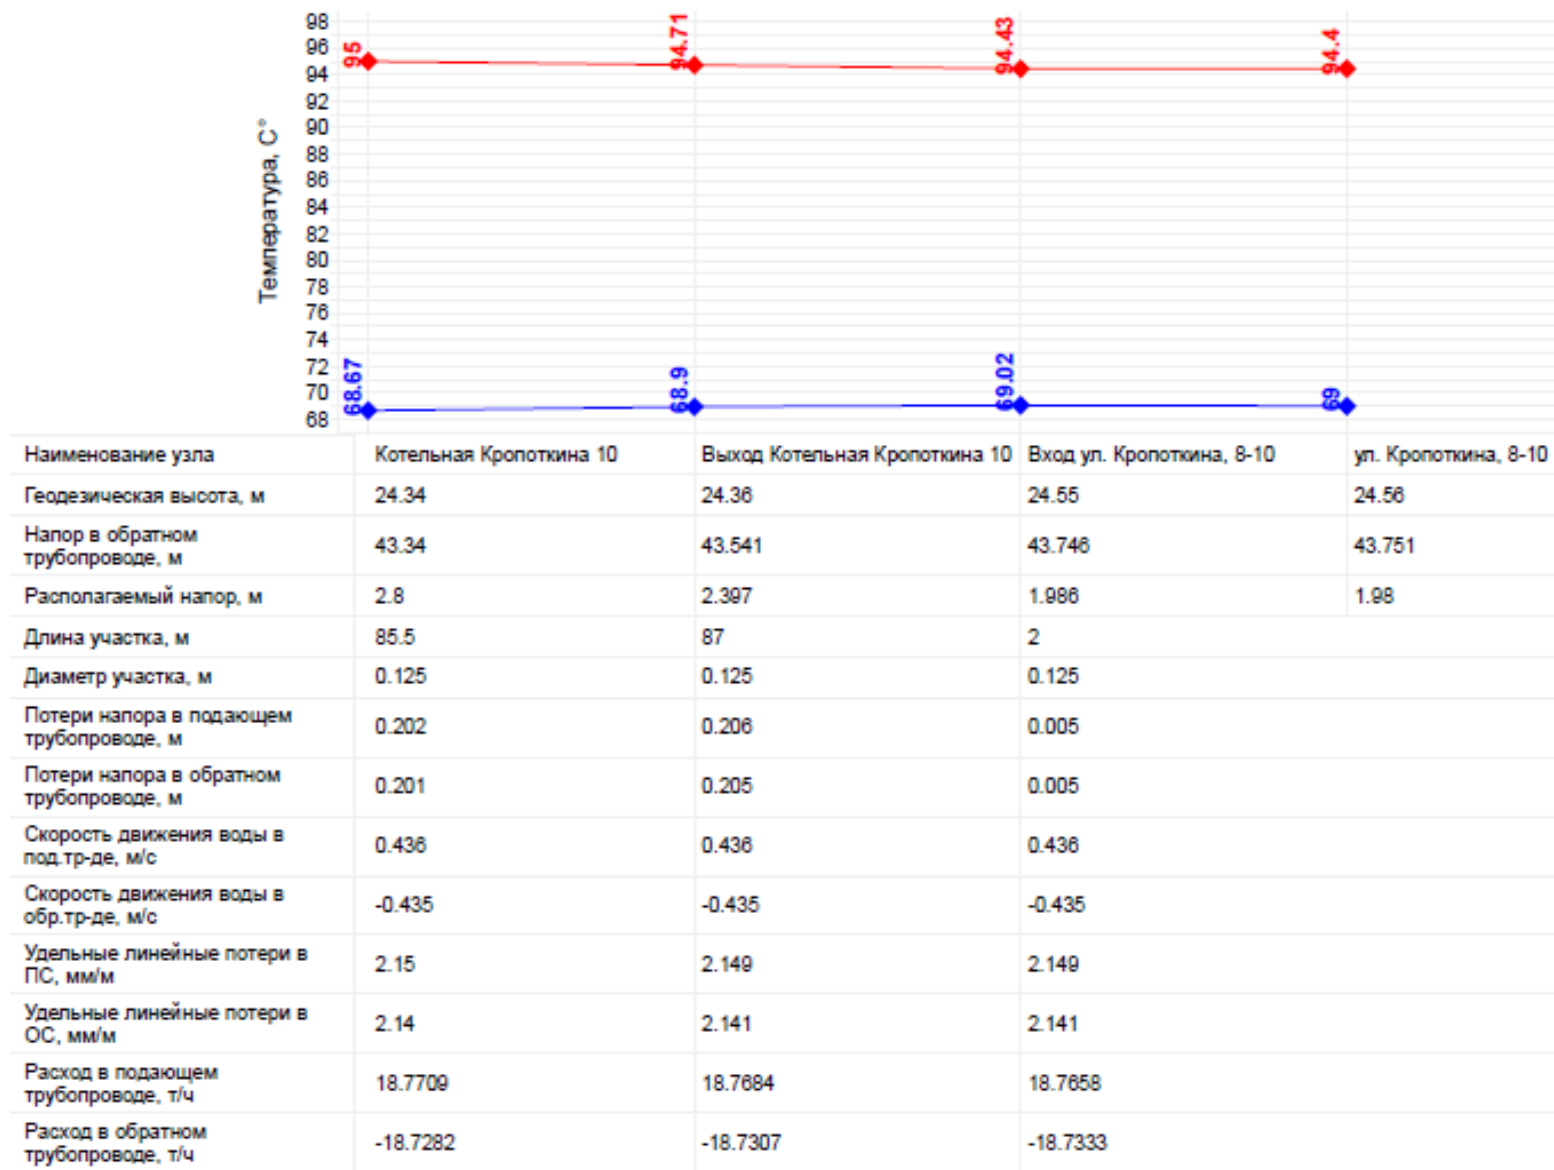 98
96
94
92
90
88
86
84
82
80
78
76
74
72
70
68
Температура, С°
95
94.71
94.43
94.4
68.67
68.9
69.02
69
Наименование узла Котельная Кропоткина 10 Выход Котельная Кропоткина 10 Вход ул. Кропоткина, 8-10 ул. Кропоткина, 8-10
Геодезическая высота, м 24.34 24.36 24.55 24.56
Напор в обратном
трубопроводе, м 43.34 43.541 43.746 43.751
Располагаемый напор, м 2.8 2.397 1.986 1.98
Длина участка, м 85.5 87 2
Диаметр участка, м 0.125 0.125 0.125
Потери напора в подающем
трубопроводе, м 0.202 0.206 0.005
Потери напора в обратном
трубопроводе, м 0.201 0.205 0.005
Скорость движения воды в
под.тр-де, м/с 0.436 0.436 0.436
Скорость движения воды в
обр.тр-де, м/с -0.435 -0.435 -0.435
Удельные линейные потери в
ПС, мм/м 2.15 2.149 2.149
Удельные линейные потери в
ОС, мм/м 2.14 2.141 2.141
Расход в подающем
трубопроводе, т/ч 18.7709 18.7684 18.7658
Расход в обратном
трубопроводе, т/ч -18.7282 -18.7307 -18.7333